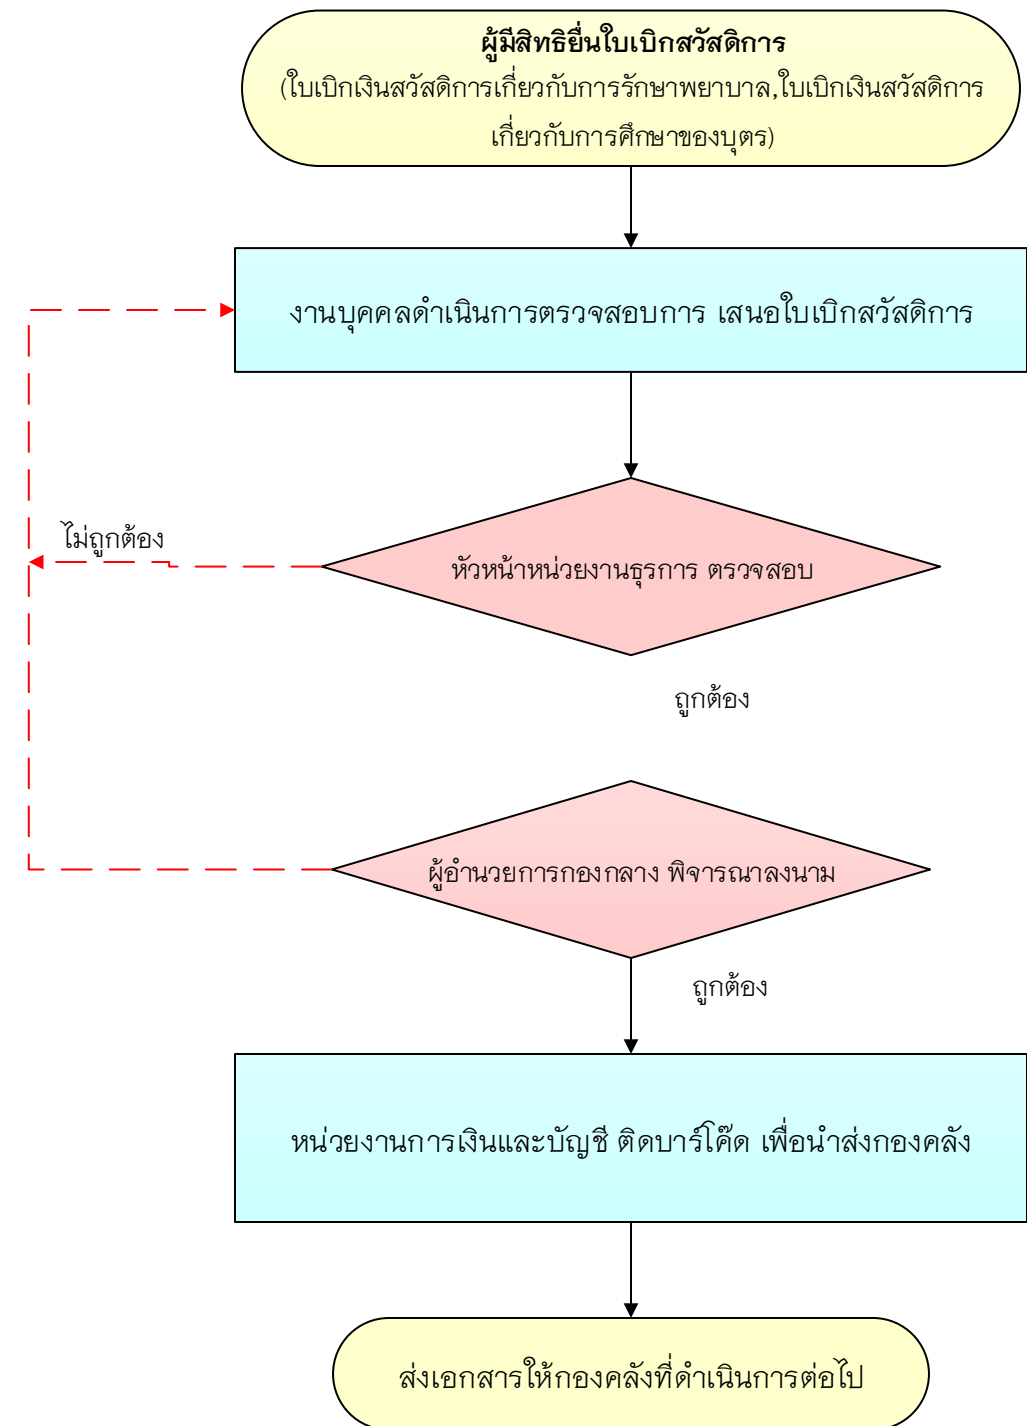 ผู้มีสิทธิยื่นใบเบิกสวัสดิการ
(ใบเบิกเงินสวัสดิการเกี่ยวกับการรักษาพยาบาล,ใบเบิกเงินสวัสดิการ
เกี่ยวกับการศึกษาของบุตร)
งานบุคคลดำเนินการตรวจสอบการ เสนอใบเบิกสวัสดิการ
ไม่ถูกต้อง
หัวหน้าหน่วยงานธุรการ ตรวจสอบ
ถูกต้อง
ผู้อำนวยการกองกลาง พิจารณาลงนาม
ถูกต้อง
หน่วยงานการเงินและบัญชี ติดบาร์โค๊ด เพื่อนำส่งกองคลัง
ส่งเอกสารให้กองคลังที่ดำเนินการต่อไป